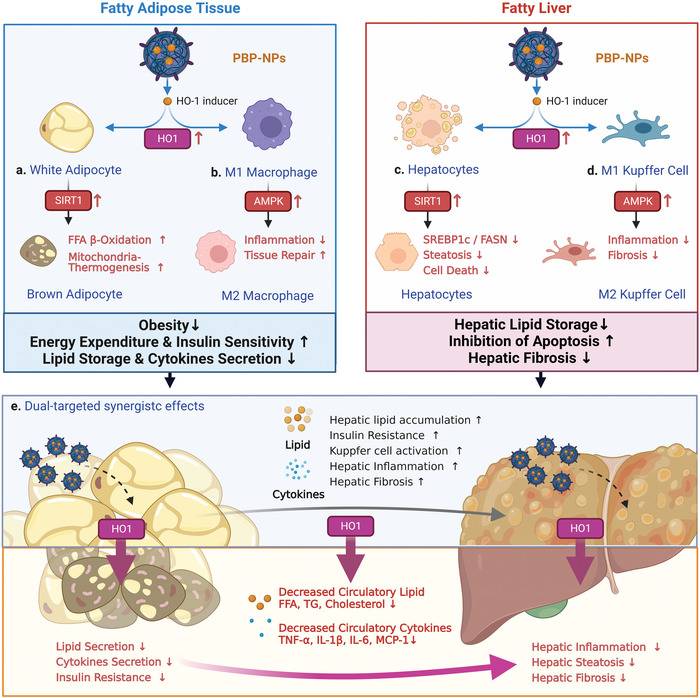 Fatty Adipose Tissue
PBP-NPs
HO-1 inducer
HO1 ↑
a. White Adipocyte
b. M1 Macrophage
SIRT1 ↑
AMPK ↑
FFA β-Oxidation ↑
Mitochondria-
Thermogenesis ↑
Inflammation ↓
Tissue Repair ↑
Brown Adipocyte
M2 Macrophage
Obesity↓
Energy Expenditure & Insulin Sensitivity ↑
Lipid Storage & Cytokines Secretion ↓
Fatty Liver
PBP-NPs
HO-1 inducer
HO1 ↑
c. Hepatocytes
d. M1 Kupffer Cell
SIRT1 ↑
AMPK ↑
SREBP1c / FASN ↓
Steatosis ↓
Cell Death ↓
Inflammation ↓
Fibrosis ↓
Hepatocytes
M2 Kupffer Cell
Hepatic Lipid Storage↓
Inhibition of Apoptosis ↑
Hepatic Fibrosis ↓
e. Dual-targeted synergistc effects
Lipid
Cytokines
Hepatic lipid accumulation ↑
Insulin Resistance ↑
Kupffer cell activation ↑
Hepatic Inflammation ↑
Hepatic Fibrosis ↑
HO1
HO1
HO1
Decreased Circulatory Lipid
FFA, TG, Cholesterol ↓
Decreased Circulatory Cytokines
TNF-α, IL-1β, IL-6, MCP-1↓
Lipid Secretion ↓
Cytokines Secretion ↓
Insulin Resistance ↓
Hepatic Inflammation ↓
Hepatic Steatosis ↓
Hepatic Fibrosis ↓